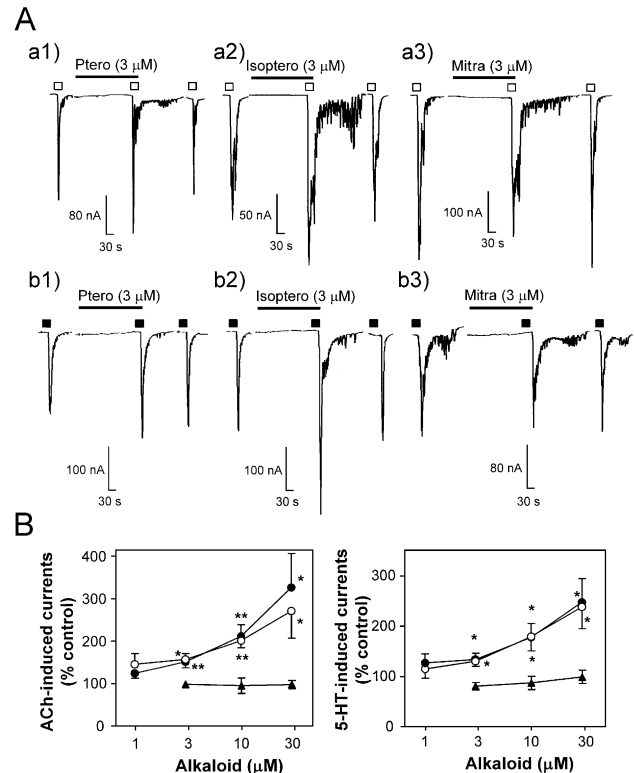 A
a1)
Ptero (3 µM)
80 nA
30 s
a2)
Isoptero (3 µM)
50 nA
30 s
a3)
Mitra (3 µM)
100 nA
30 s
b1)
Ptero (3 µM)
100 nA
30 s
b2)
Isoptero (3 µM)
100 nA
30 s
b3)
Mitra (3 µM)
80 nA
30 s
B
ACh-induced currents
(% control)
400
300
200
100
0
*
**
**
**
*
*
1
3
10
30
Alkaloid (µM)
5-HT-induced currents
(% control)
300
200
100
0
*
*
*
*
*
*
1
3
10
30
Alkaloid (µM)